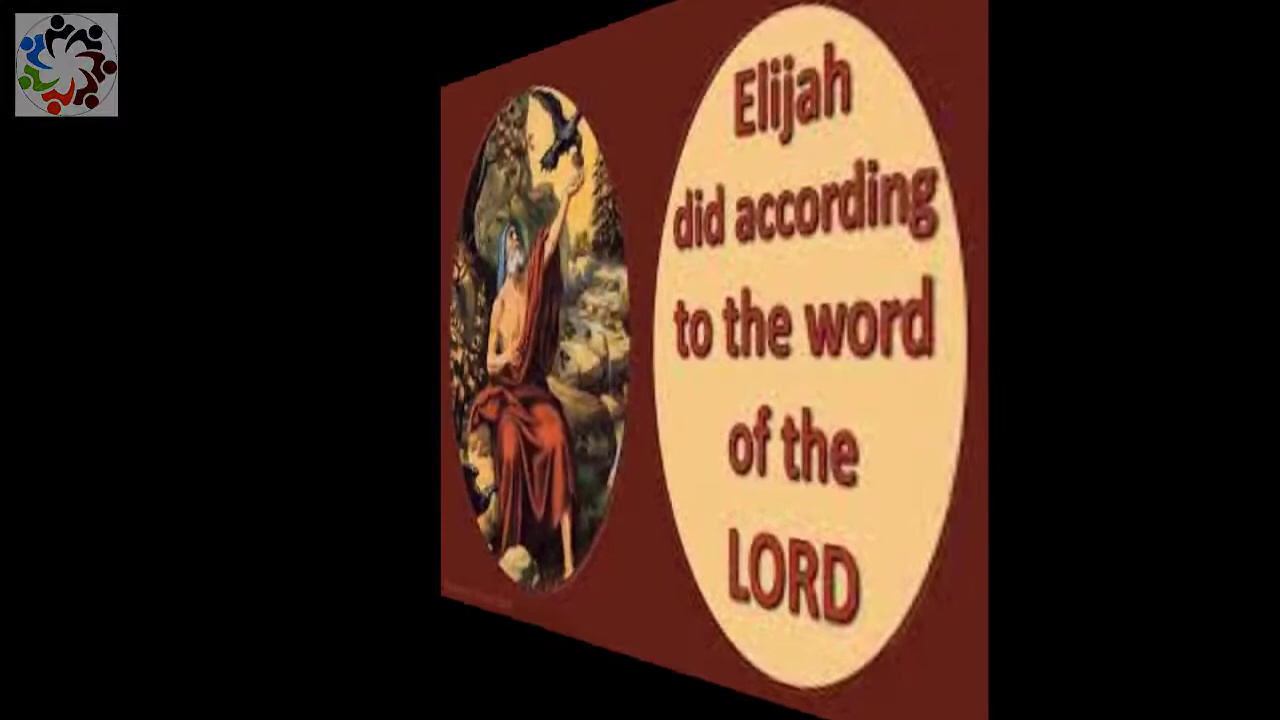 Elijah
did according
to the word
of the
LORD